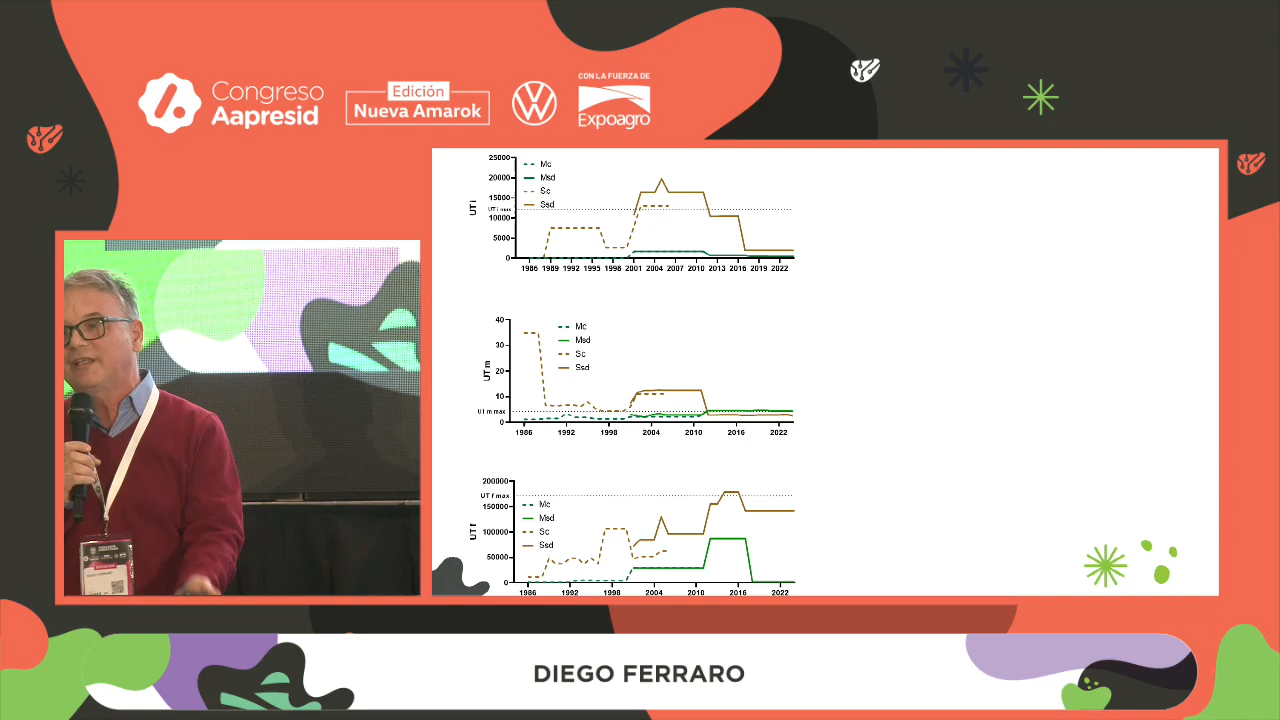 Congreso
Aapresid
Edición
Nueva Amarok
CON LA FUERZA DE
Expoagro
UT i
25000
20000
15000
UT i max
10000
5000
0
Mc
Msd
Sc
Ssd
1986 1989 1992 1995 1998 2001 2004 2007 2010 2013 2016 2019 2022
UT m
40
30
20
10
UT m max
0
Mc
Msd
Sc
Ssd
1986 1992 1998 2004 2010 2016 2022
UT f
200000
UT f max
150000
100000
50000
0
Mc
Msd
Sc
Ssd
1986 1992 1998 2004 2010 2016 2022
DIEGO FERRARO